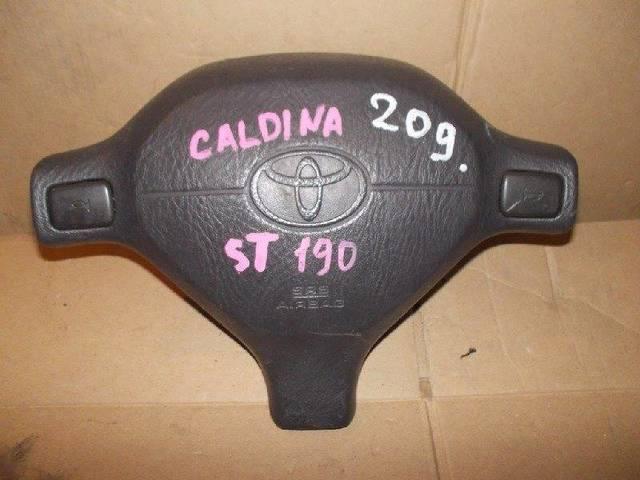 CALDINA 209.
ST 190
SRS
AIRBAG